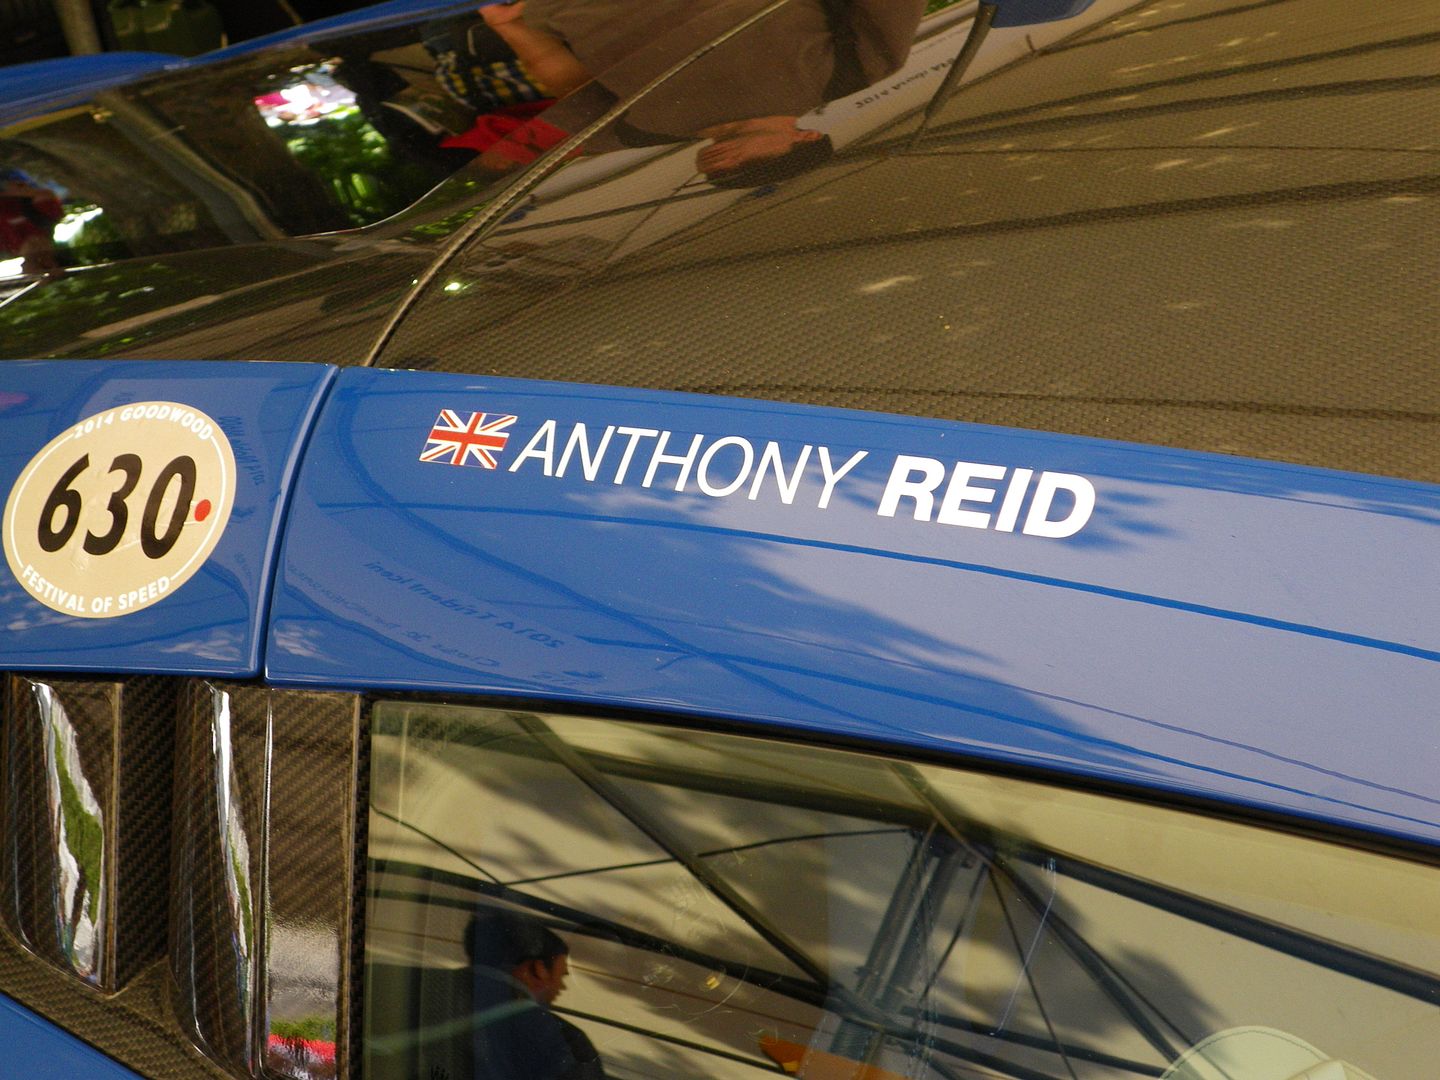 2014 GOODWOOD
630
FESTIVAL OF SPEED
ANTHONY REID